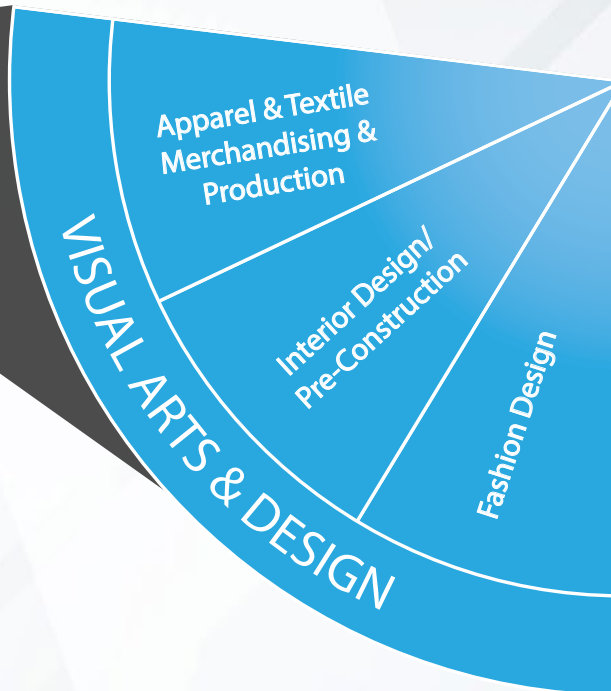 Apparel & Textile
Merchandising &
Production
Interior Design/
Pre-Construction
Fashion Design
VISUAL ARTS & DESIGN